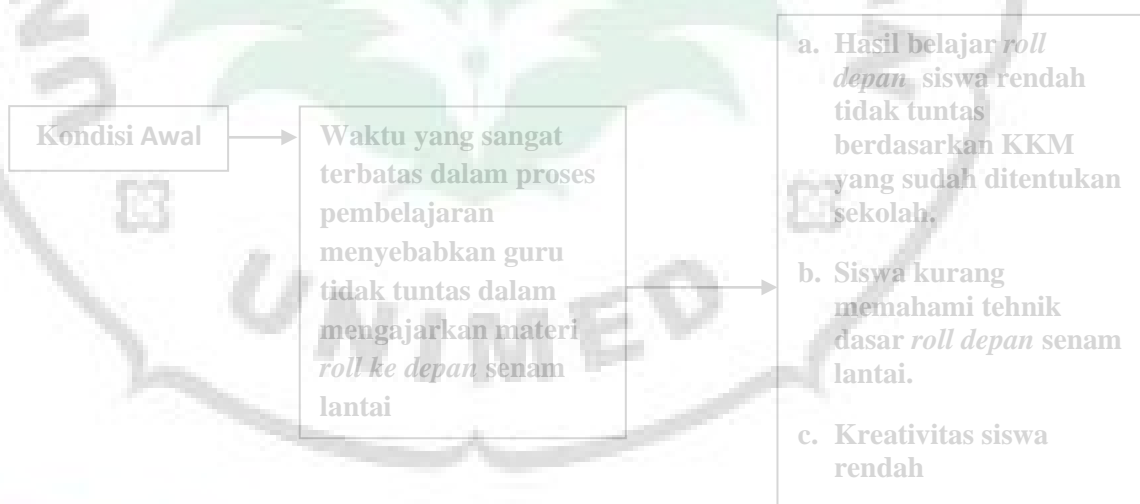 Kondisi Awal
Waktu yang sangat
terbatas dalam proses
pembelajaran
menyebabkan guru
tidak tuntas dalam
mengajarkan materi
roll ke depan senam
lantai
a. Hasil belajar roll
depan siswa rendah
tidak tuntas
berdasarkan KKM
yang sudah ditentukan
sekolah.
b. Siswa kurang
memahami tehnik
dasar roll depan senam
lantai.
c. Kreativitas siswa
rendah
UNIMED